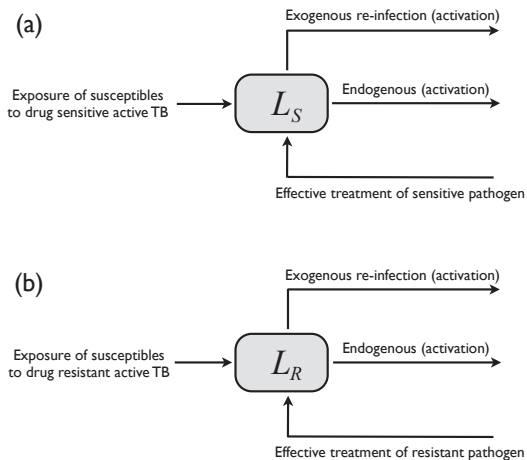 (a)
Exogenous re-infection (activation)
Exposure of susceptibles
to drug sensitive active TB
L_S
Endogenous (activation)
Effective treatment of sensitive pathogen
(b)
Exogenous re-infection (activation)
Exposure of susceptibles
to drug resistant active TB
L_R
Endogenous (activation)
Effective treatment of resistant pathogen